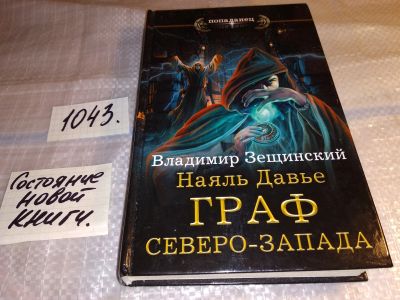 попаданец
1043.
Состояние
новой
книги.
Владимир Зещинский
Наяль Давье
ГРАФ
СЕВЕРО-ЗАПАДА